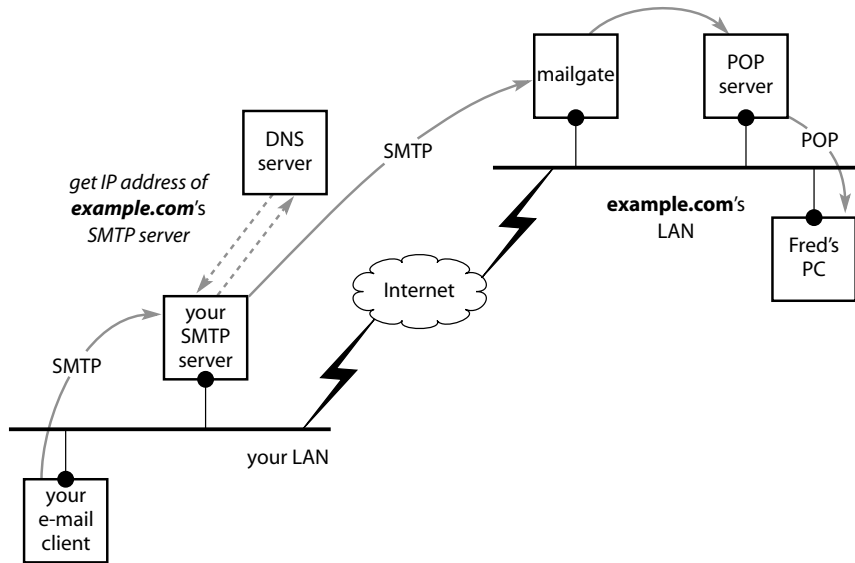 mailgate
POP
server
DNS
server
SMTP
POP
get IP address of
example.com's
SMTP server
example.com's
LAN
Fred's
PC
Internet
your
SMTP
server
SMTP
your LAN
your
e-mail
client